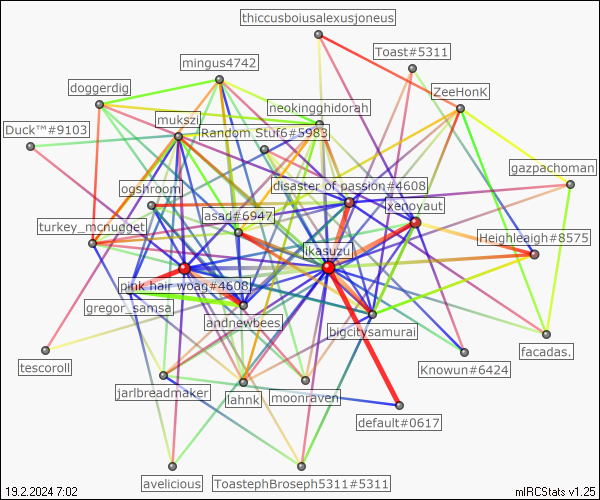 thiccusboiusalexusjoneus
Toast#5311
mingus4742
doggerdig
ZeeHonK
neokingghidorah
mukszi
Duck™#9103
Random Stuf6#5983
gazpachoman
disaster of passion#4608
ogshroom
xenoyaut
asad#6947
turkey_mcnugget
Heighleaigh#8575
ikasuzu
pink hair woag#4608
gregor_samsa
andnewbees
bigcitysamurai
facadas.
tescoroll
Knowun#6424
jarlbreadmaker
lahnk
moonraven
default#0617
avelicious
ToastephBroseph5311#5311
19.2.2024 7:02
mIRCStats v1.25